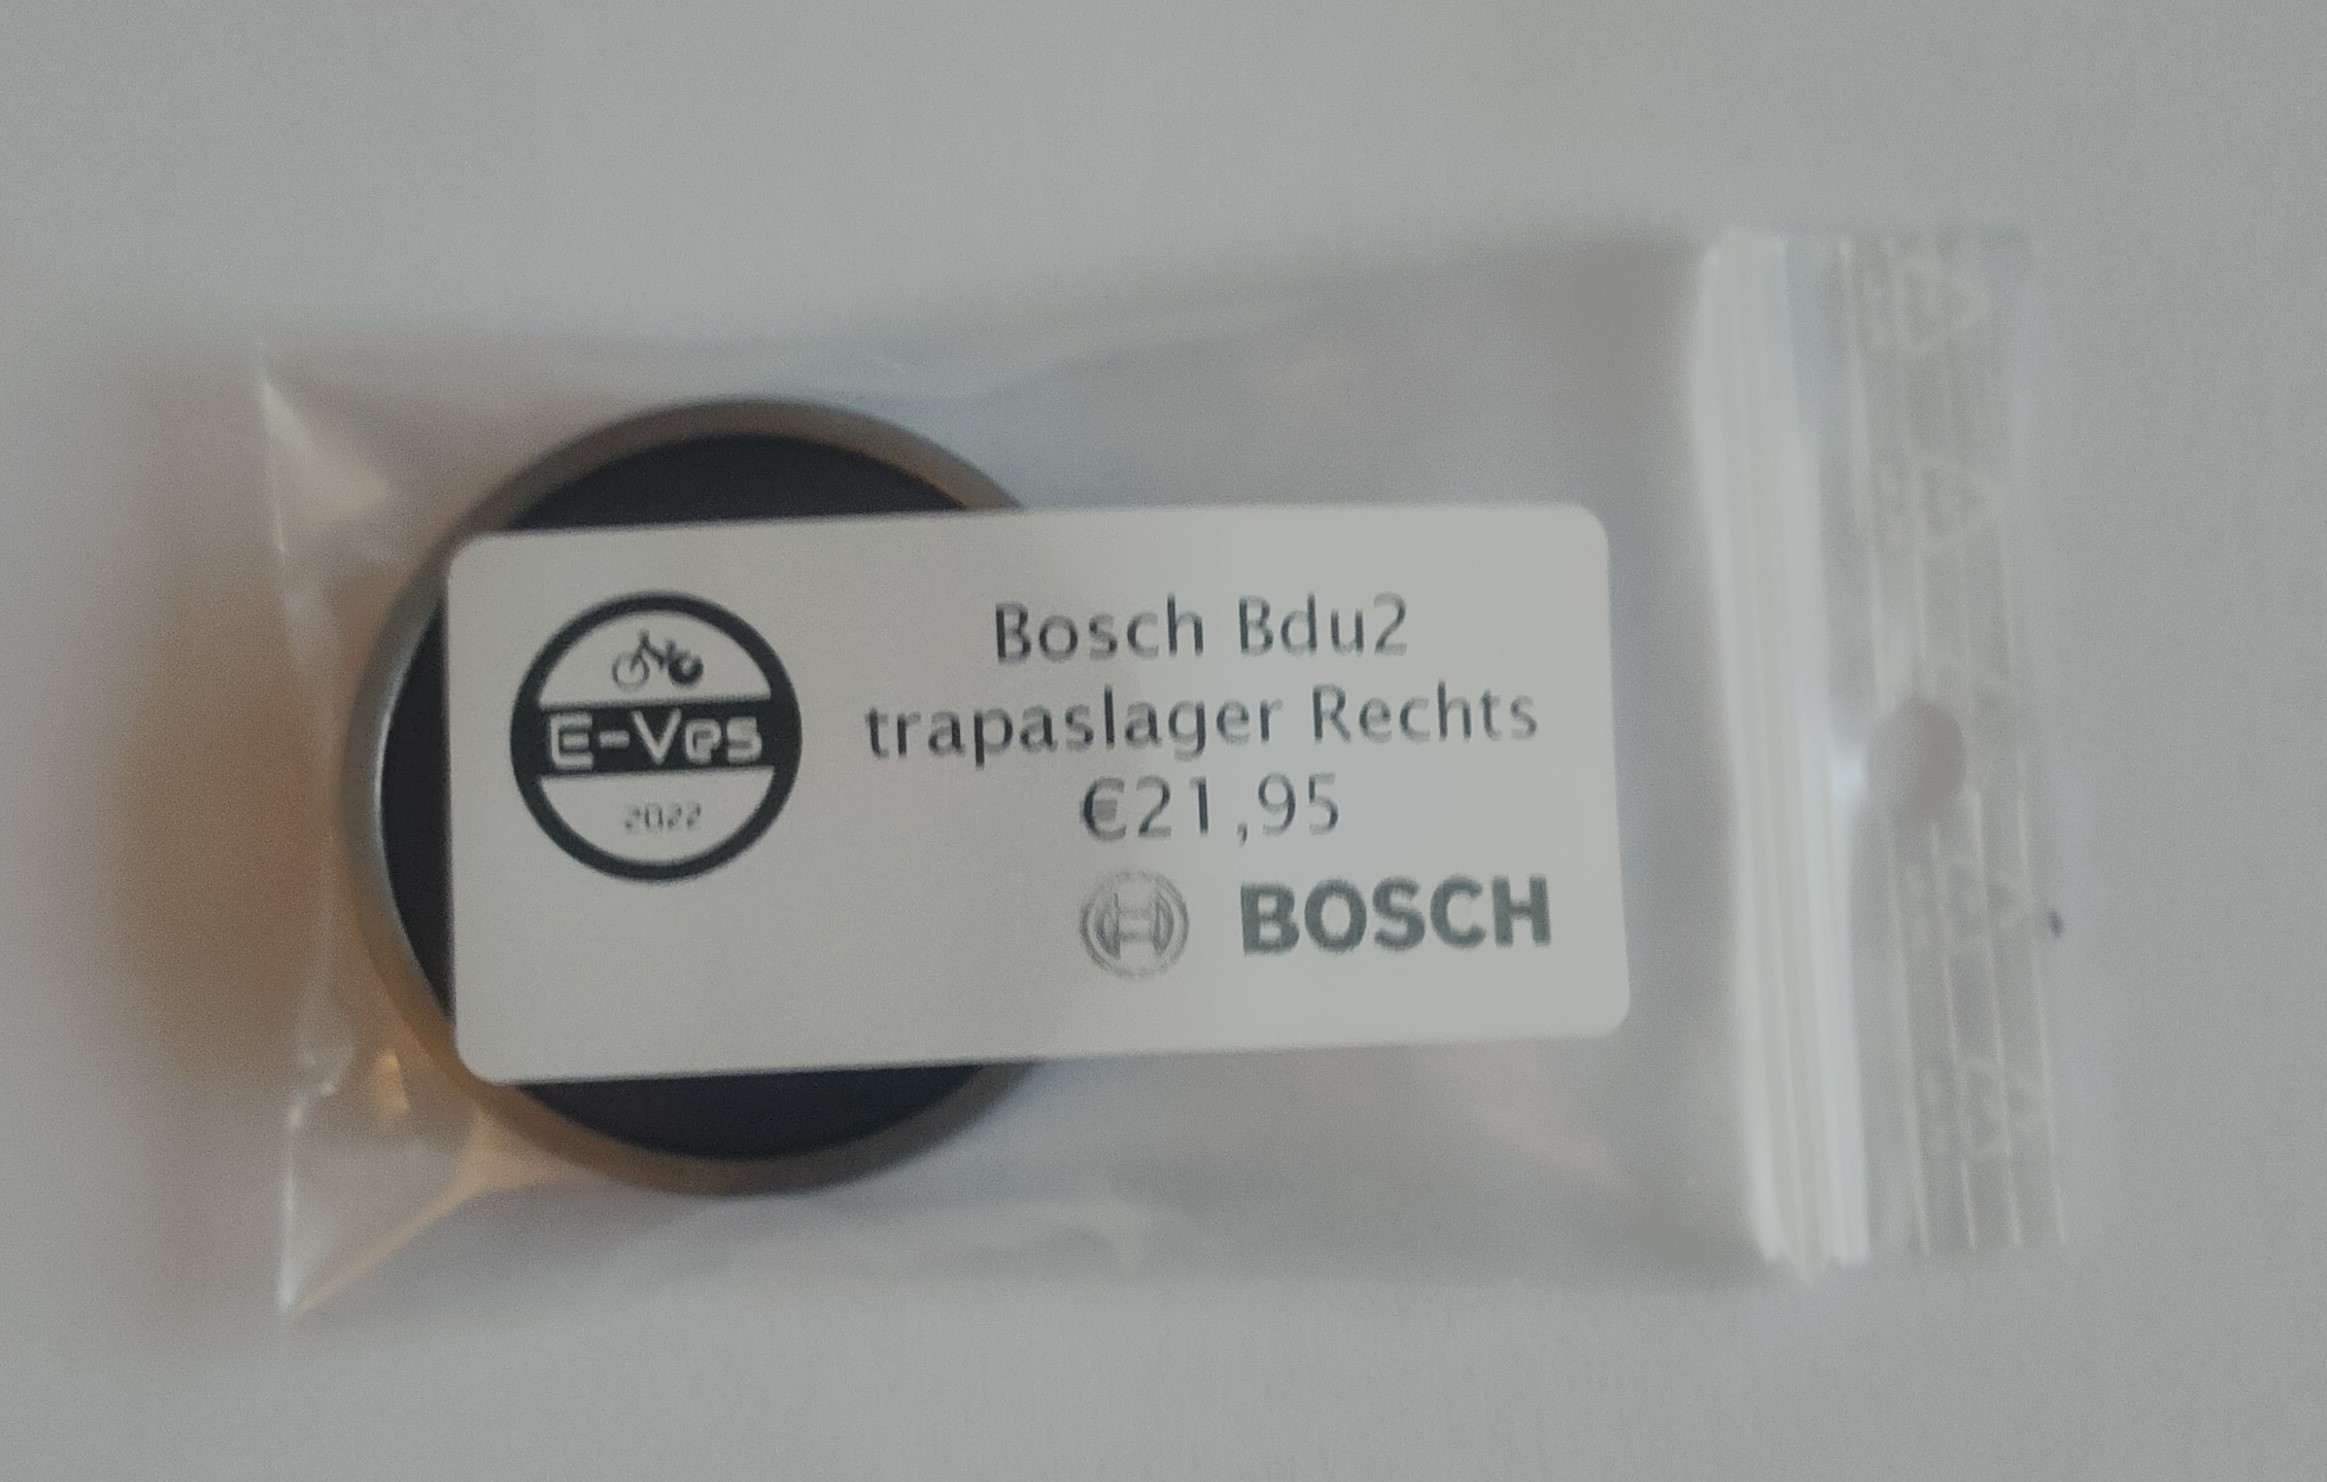 Bosch Bdu2
trapaslager Rechts
€21,95
E-Ves
2022
BOSCH